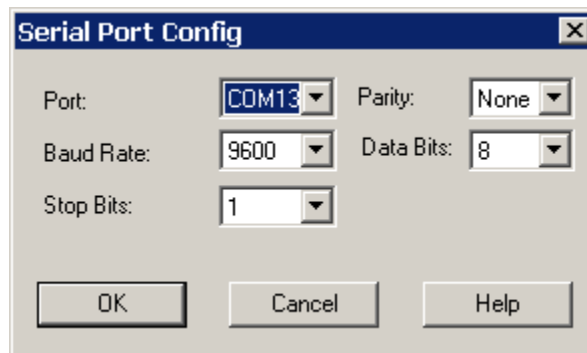 Serial Port Config
Port: COM13 Parity: None
Baud Rate: 9600 Data Bits: 8
Stop Bits: 1
OK Cancel Help